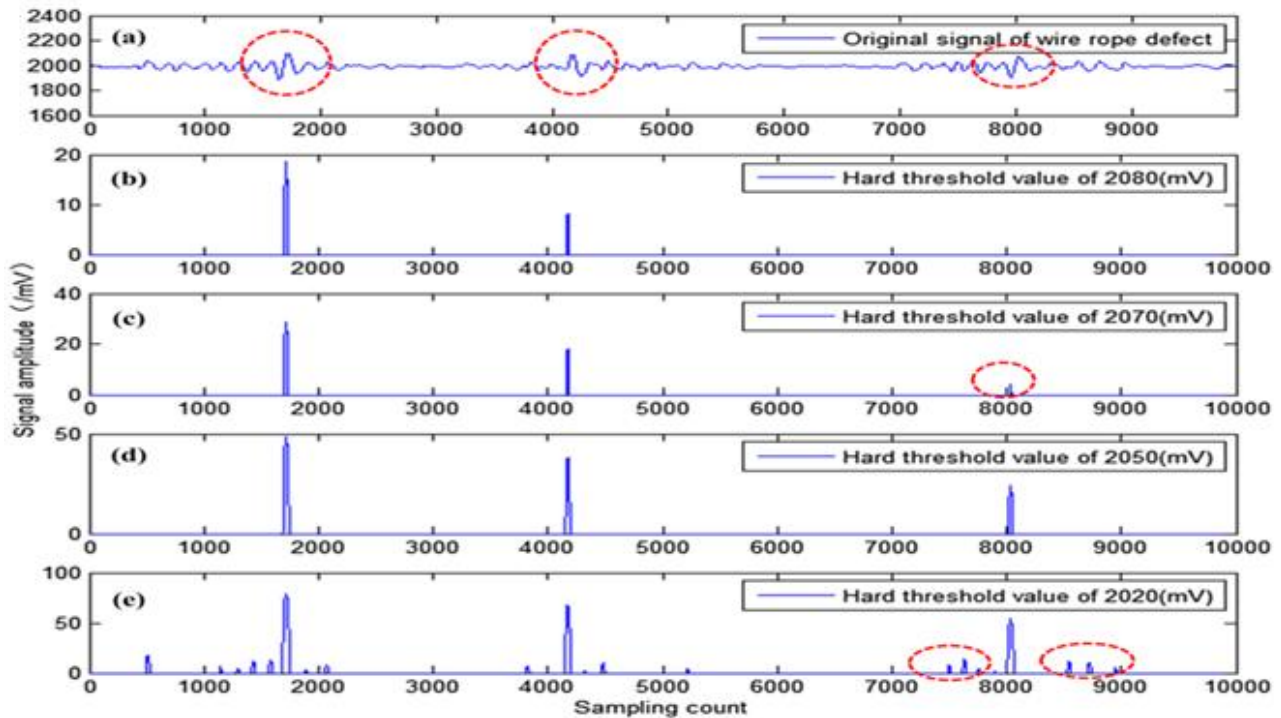 2400
(a)
Original signal of wire rope defect
2200
2000
1800
1600
0 1000 2000 3000 4000 5000 6000 7000 8000 9000
20
(b)
Hard threshold value of 2080(mV)
10
0
0 1000 2000 3000 4000 5000 6000 7000 8000 9000 10000
Signal amplitude (/mV)
40
(c)
Hard threshold value of 2070(mV)
20
0
0 1000 2000 3000 4000 5000 6000 7000 8000 9000 10000
50
(d)
Hard threshold value of 2050(mV)
0
0 1000 2000 3000 4000 5000 6000 7000 8000 9000 10000
100
(e)
Hard threshold value of 2020(mV)
50
0
0 1000 2000 3000 4000 5000 6000 7000 8000 9000 10000
Sampling count